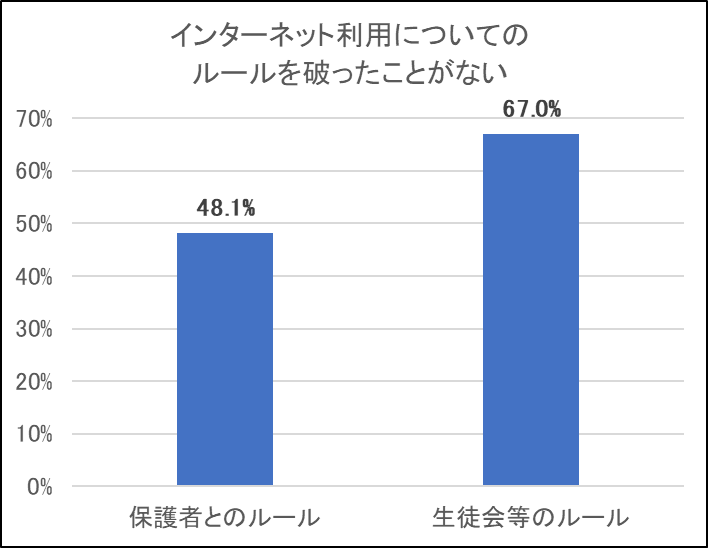 インターネット利用についての
ルールを破ったことがない
70%
67.0%
60%
50%
48.1%
40%
30%
20%
10%
0%
保護者とのルール
生徒会等のルール